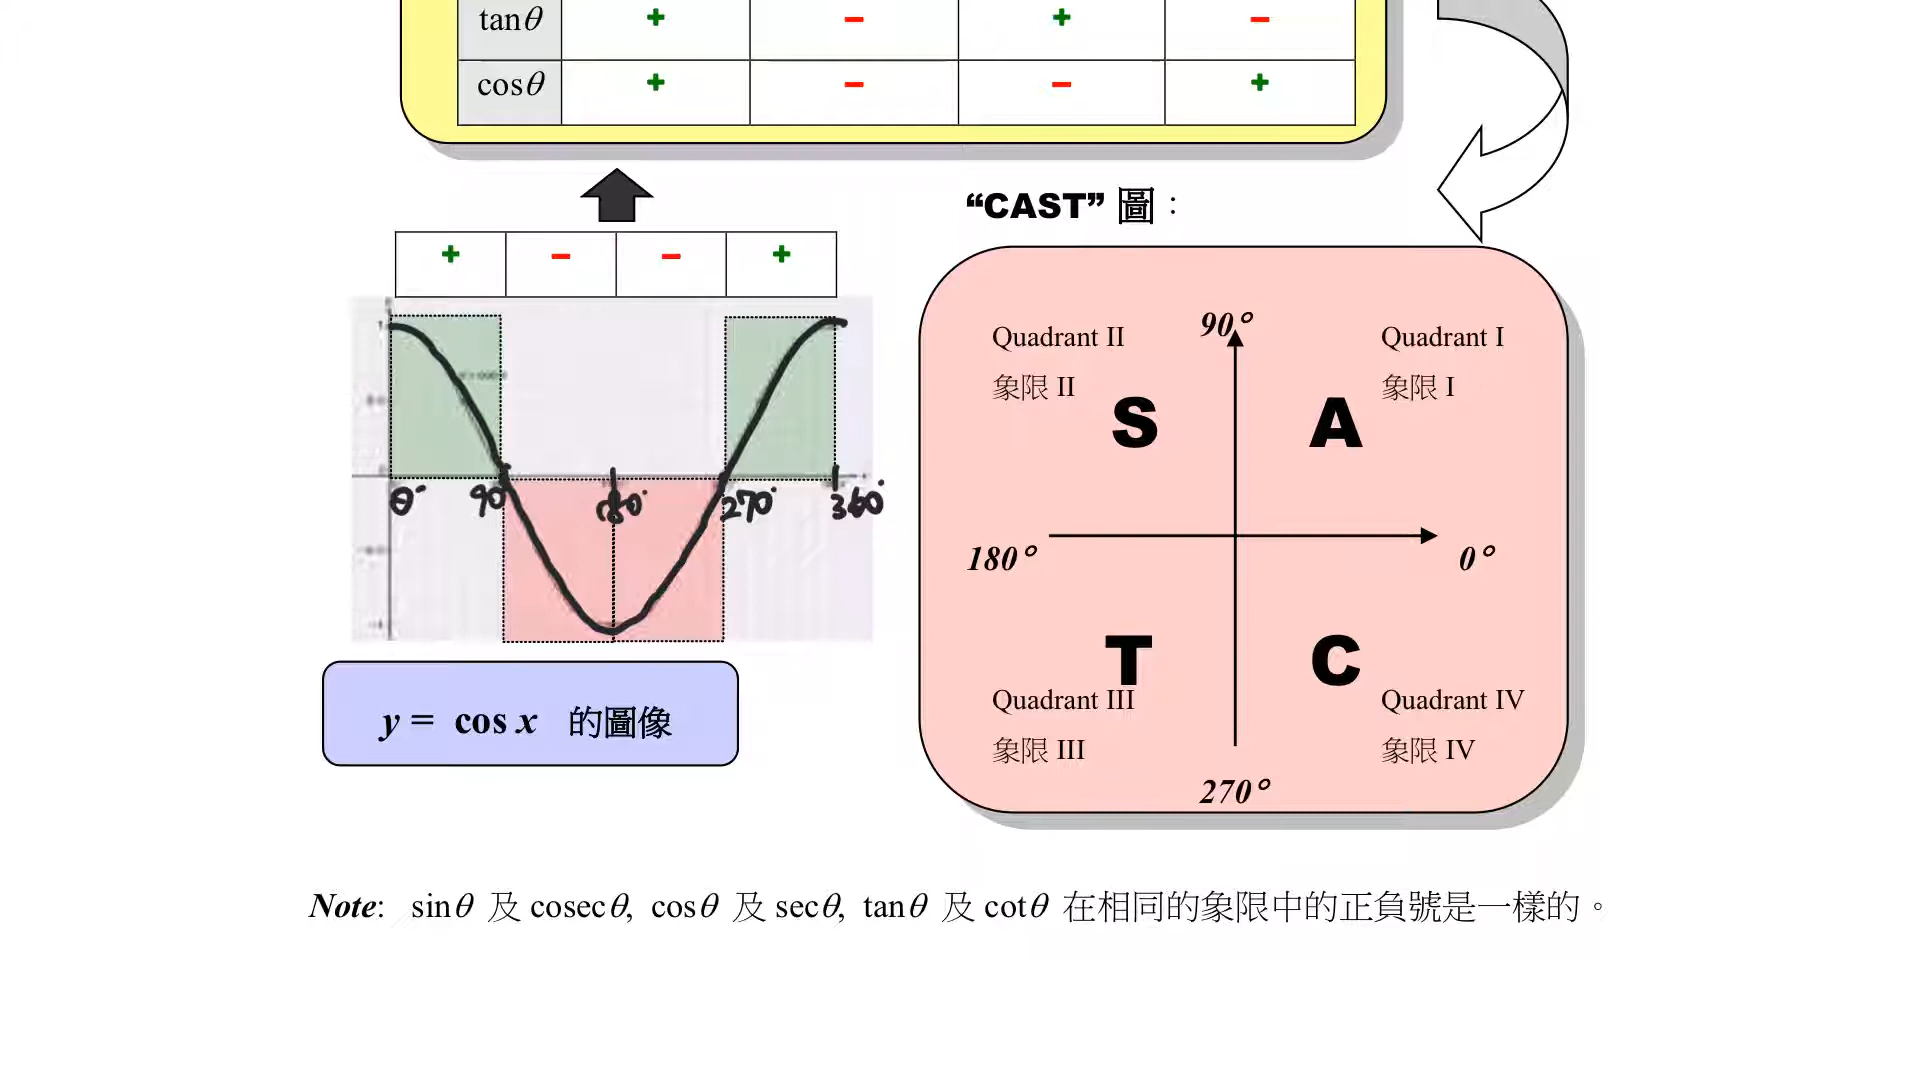 tanθ + − + −
cosθ + − − +
“CAST” 圖：
+ − − +
90°
Quadrant II
象限 II
Quadrant I
象限 I
S A
1
0° 90° 180° 270° 360°
180° 0°
T C
Quadrant III
象限 III
Quadrant IV
象限 IV
270°
y = cos x 的圖像
Note: sinθ 及 cosecθ, cosθ 及 secθ, tanθ 及 cotθ 在相同的象限中的正負號是一樣的。